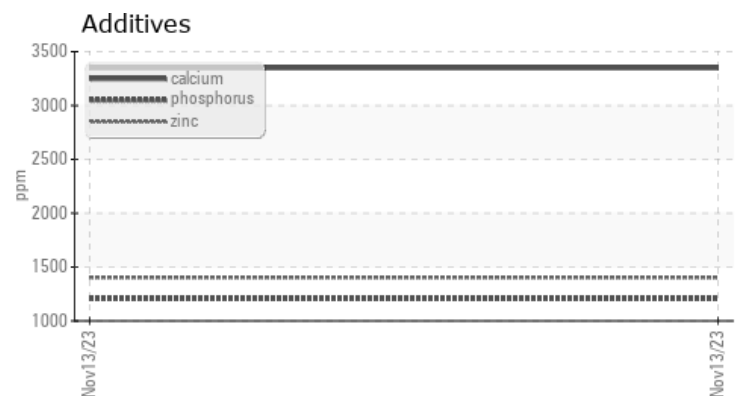 Additives
3500
3000
2500
2000
1500
1000
ppm
calcium
phosphorus
zinc
Nov13/23
Nov13/23